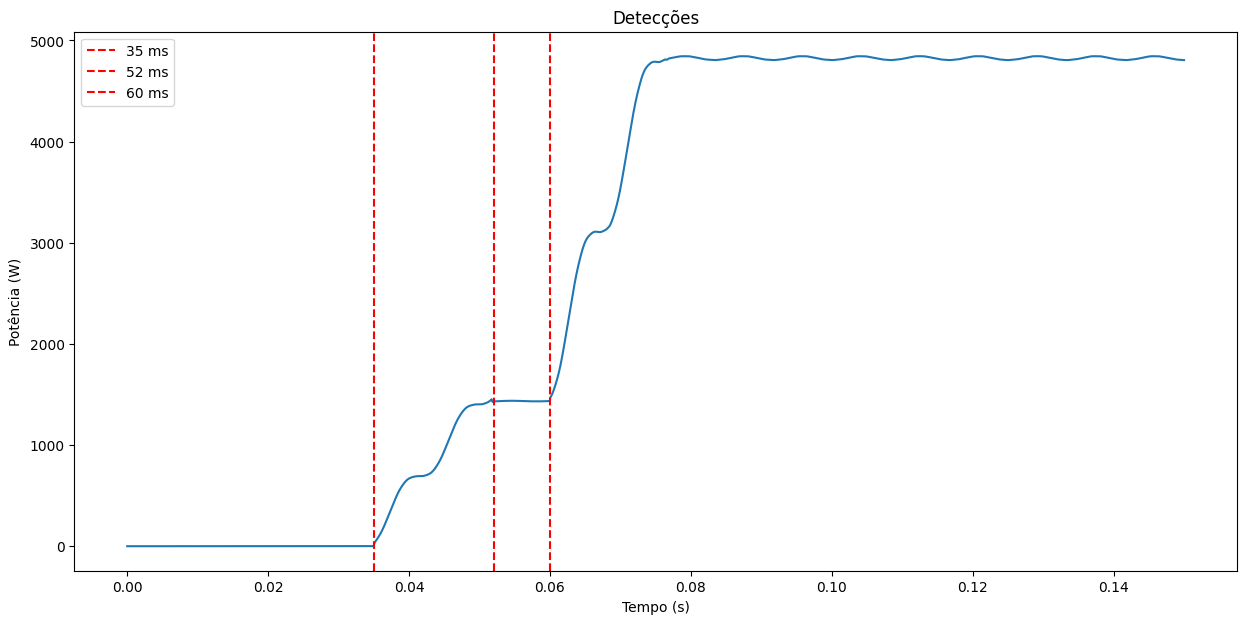 Detecções
35 ms
52 ms
60 ms
Potência (W)
5000
4000
3000
2000
1000
0
0.00 0.02 0.04 0.06 0.08 0.10 0.12 0.14
Tempo (s)